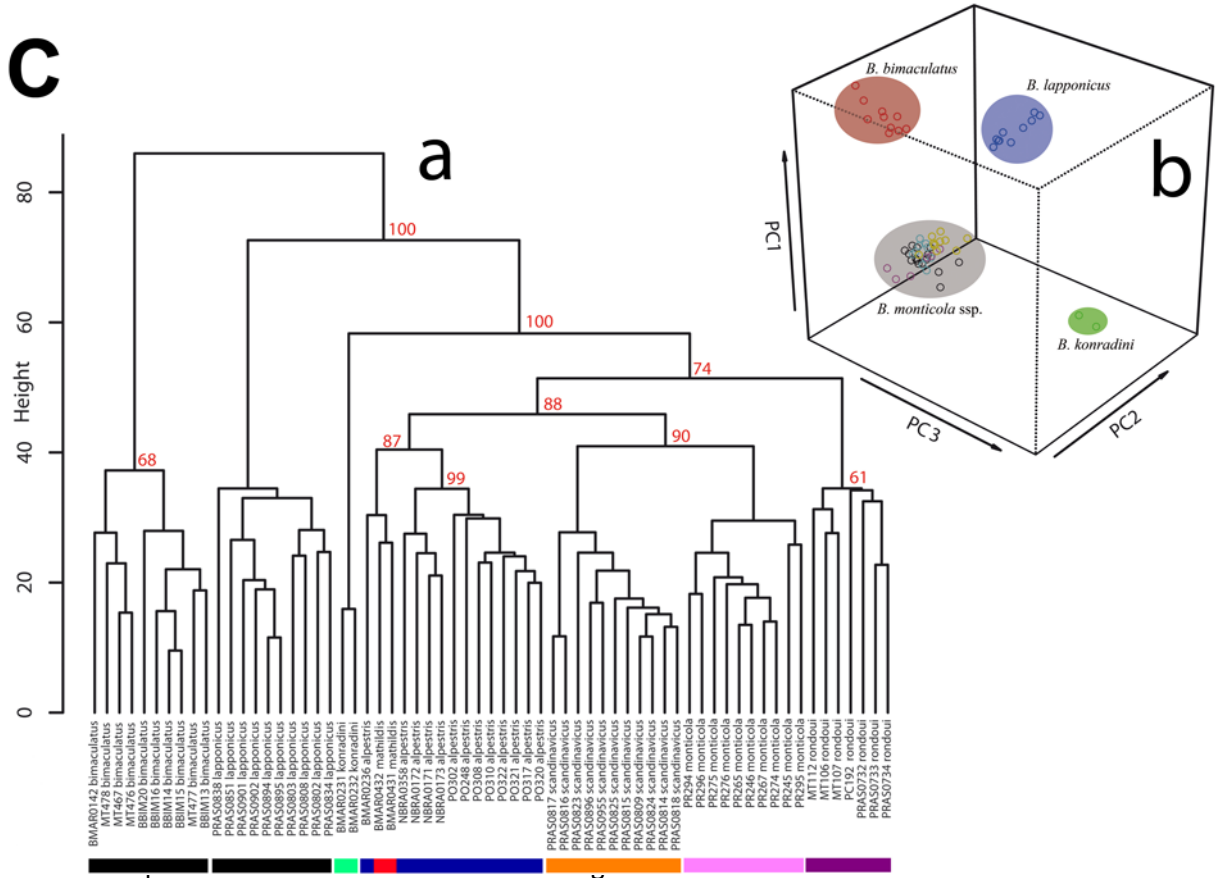 C
a
b
B. bimaculatus
B. lapponicus
B. monticola ssp.
B. konradini
PC1
PC3
PC2
Height
80
60
40
20
0
100
100
74
88
87
90
99
68
61
BMAR0142 bimaculatus
MT478 bimaculatus
MT467 bimaculatus
MT476 bimaculatus
BBIM20 bimaculatus
BBIM16 bimaculatus
BBIM14 bimaculatus
BBIM15 bimaculatus
MT477 bimaculatus
BBIM13 bimaculatus
PRAS0838 lapponicus
PRAS0851 lapponicus
PRAS0901 lapponicus
PRAS0902 lapponicus
PRAS0894 lapponicus
PRAS0895 lapponicus
PRAS0803 lapponicus
PRAS0808 lapponicus
PRAS0802 lapponicus
PRAS0834 lapponicus
BMAR0231 konradini
BMAR0232 konradini
BMAR0236 alpestris
BMAR0432 mathildis
BMAR0431 mathildis
NBRA0358 alpestris
NBRA0172 alpestris
NBRA0171 alpestris
NBRA0173 alpestris
PO302 alpestris
PO248 alpestris
PO308 alpestris
PO310 alpestris
PO322 alpestris
PO321 alpestris
PO317 alpestris
PO320 alpestris
PRAS0817 scandinavicus
PRAS0816 scandinavicus
PRAS0823 scandinavicus
PRAS0896 scandinavicus
PRAS0955 scandinavicus
PRAS0825 scandinavicus
PRAS0815 scandinavicus
PRAS0809 scandinavicus
PRAS0824 scandinavicus
PRAS0814 scandinavicus
PRAS0818 scandinavicus
PR294 monticola
PR296 monticola
PR275 monticola
PR276 monticola
PR265 monticola
PR246 monticola
PR267 monticola
PR274 monticola
PR245 monticola
PR295 monticola
MT112 rondoui
MT106 rondoui
MT107 rondoui
PC192 rondoui
PRAS0732 rondoui
PRAS0733 rondoui
PRAS0734 rondoui